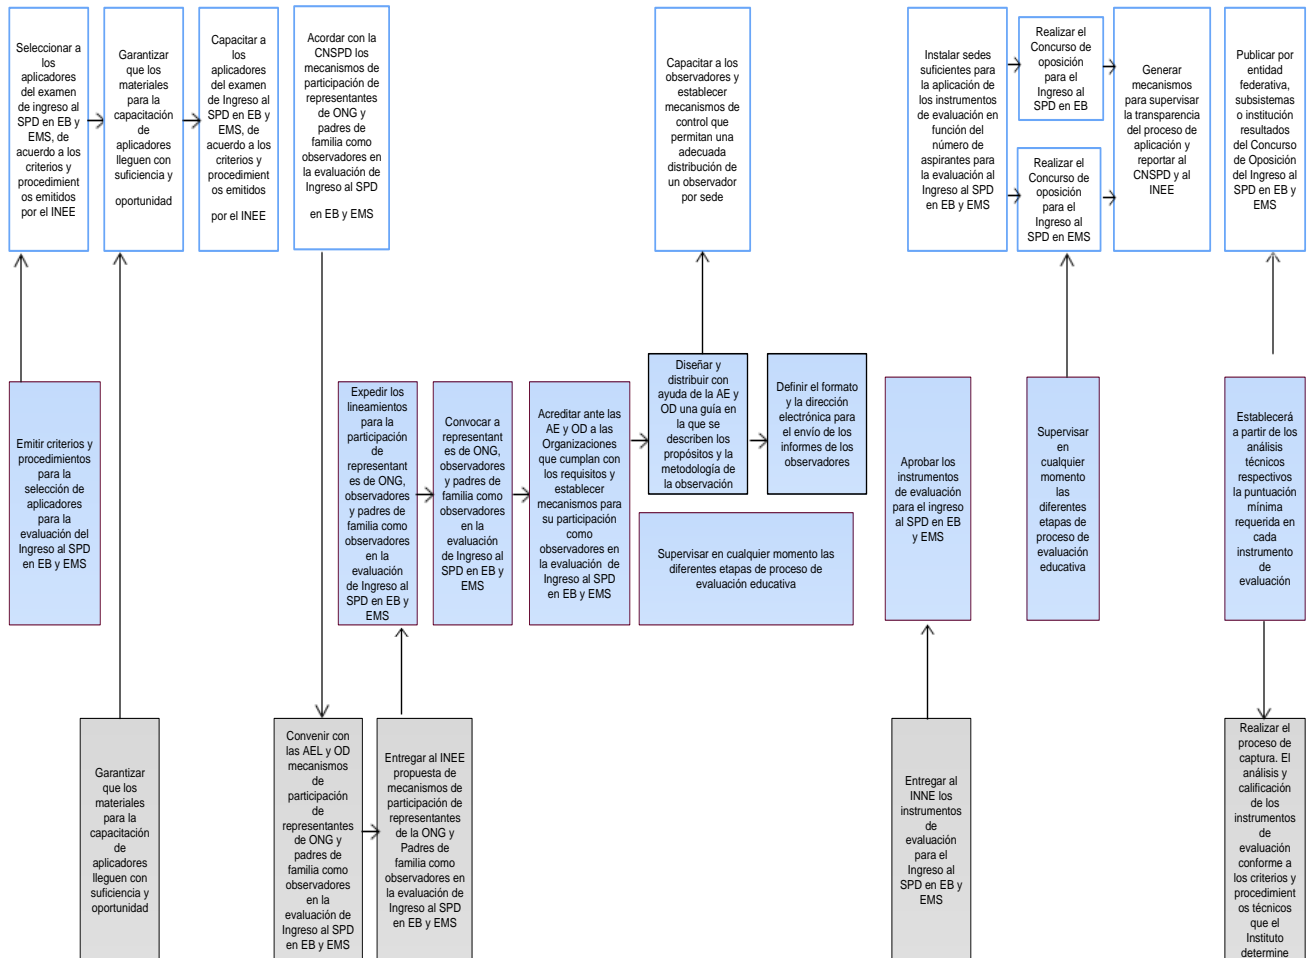 Seleccionar a
los
aplicadores
del examen
de ingreso al
SPD en EB y
EMS, de
acuerdo a los
criterios y
procedimient
os emitidos
por el INEE
Garantizar
que los
materiales
para la
capacitación
de
aplicadores
lleguen con
suficiencia y
oportunidad
Capacitar a
los
aplicadores
del examen
de Ingreso al
SPD en EB y
EMS, de
acuerdo a los
criterios y
procedimient
os emitidos
por el INEE
Acordar con la
CNSPD los
mecanismos de
participación de
representantes
de ONG y
padres de
familia como
observadores en
la evaluación de
Ingreso al SPD
en EB y EMS
Capacitar a los
observadores y
establecer
mecanismos de
control que
permitan una
adecuada
distribución de
un observador
por sede
Instalar sedes
suficientes para
la aplicación de
los instrumentos
de evaluación en
función del
número de
aspirantes para
la evaluación al
Ingreso al SPD
en EB y EMS
Realizar el
Concurso de
oposición
para el
Ingreso al
SPD en EB
Realizar el
Concurso de
oposición
para el
Ingreso al
SPD en EMS
Generar
mecanismos
para supervisar
la transparencia
del proceso de
aplicación y
reportar al
CNSPD y al
INEE
Publicar por
entidad
federativa,
subsistemas
o institución
resultados
del Concurso
de Oposición
del Ingreso al
SPD en EB y
EMS
Emitir criterios y
procedimientos
para la
selección de
aplicadores
para la
evaluación del
Ingreso al SPD
en EB y EMS
Expedir los
lineamientos
para la
participación
de
representant
es de ONG,
observadores
y padres de
familia como
observadores
en la
evaluación
de Ingreso al
SPD en EB y
EMS
Convocar a
representant
es de ONG,
observadores
y padres de
familia como
observadores
en la
evaluación
de Ingreso al
SPD en EB y
EMS
Acreditar ante las
AE y OD a las
Organizaciones
que cumplan con
los requisitos y
establecer
mecanismos para
su participación
como
observadores en
la evaluación de
Ingreso al SPD
en EB y EMS
Diseñar y
distribuir con
ayuda de la AE y
OD una guía en
la que se
describen los
propósitos y la
metodología de
la observación
Definir el formato
y la dirección
electrónica para
el envío de los
informes de los
observadores
Supervisar en cualquier momento las
diferentes etapas de proceso de
evaluación educativa
Aprobar los
instrumentos
de evaluación
para el ingreso
al SPD en EB
y EMS
Supervisar
en
cualquier
momento
las
diferentes
etapas de
proceso de
evaluación
educativa
Establecerá
a partir de los
análisis
técnicos
respectivos
la puntuación
mínima
requerida en
cada
instrumento
de
evaluación
Garantizar
que los
materiales
para la
capacitación
de
aplicadores
lleguen con
suficiencia y
oportunidad
Convenir con
las AEL y OD
mecanismos
de
participación
de
representantes
de ONG y
padres de
familia como
observadores
en la
evaluación de
Ingreso al SPD
en EB y EMS
Entregar al INEE
propuesta de
mecanismos de
participación de
representantes
de la ONG y
Padres de
familia como
observadores en
la evaluación de
Ingreso al SPD
en EB y EMS
Entregar al
INNE los
instrumentos
de
evaluación
para el
Ingreso al
SPD en EB y
EMS
Realizar el
proceso de
captura. El
análisis y
calificación
de los
instrumentos
de
evaluación
conforme a
los criterios y
procedimient
os técnicos
que el
Instituto
determine